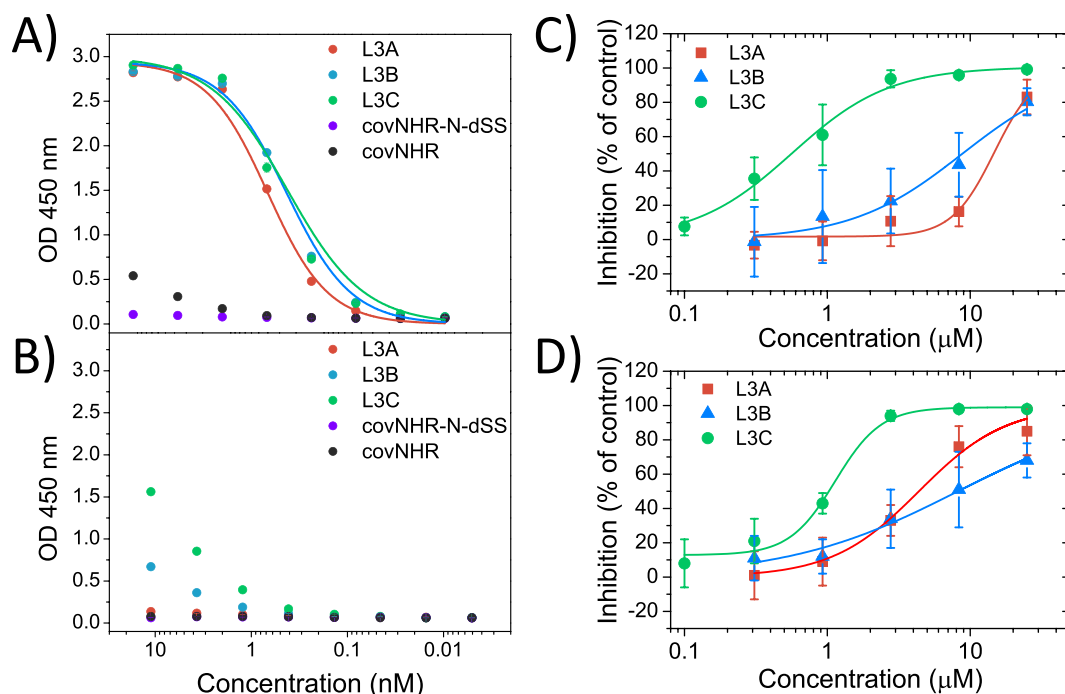 A)
OD 450 nm
3.0
2.5
2.0
1.5
1.0
0.5
0.0
L3A
L3B
L3C
covNHR-N-dSS
covNHR
B)
OD 450 nm
3.0
2.5
2.0
1.5
1.0
0.5
0.0
L3A
L3B
L3C
covNHR-N-dSS
covNHR
10 1 0.1 0.01
Concentration (nM)
C)
Inhibition (% of control)
120
100
80
60
40
20
0
-20
L3A
L3B
L3C
0.1 1 10
Concentration (μM)
D)
Inhibition (% of control)
120
100
80
60
40
20
0
-20
L3A
L3B
L3C
0.1 1 10
Concentration (μM)